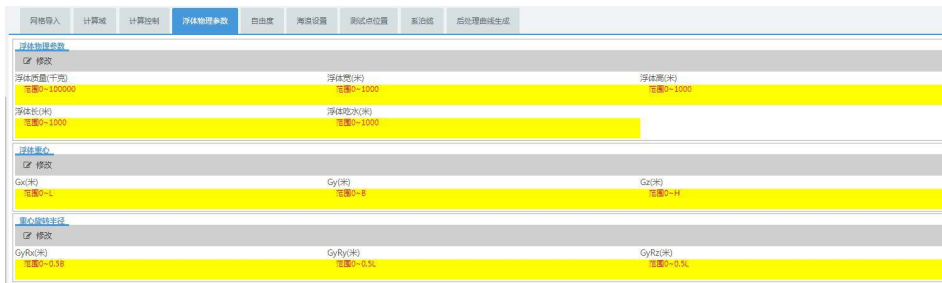 网格导入 计算域 计算控制 浮体物理参数 自由度 海浪设置 测试点位置 系泊缆 后处理曲线生成
浮体物理参数
修改
浮体质量(千克) 浮体宽(米) 浮体高(米)
范围0~100000 范围0~1000 范围0~1000
浮体长(米) 浮体吃水(米)
范围0~1000 范围0~1000
浮体重心
修改
Gx(米) Gy(米) Gz(米)
范围0~L 范围0~B 范围0~H
重心旋转半径
修改
GyRx(米) GyRy(米) GyRz(米)
范围0~0.5B 范围0~0.5L 范围0~0.5L